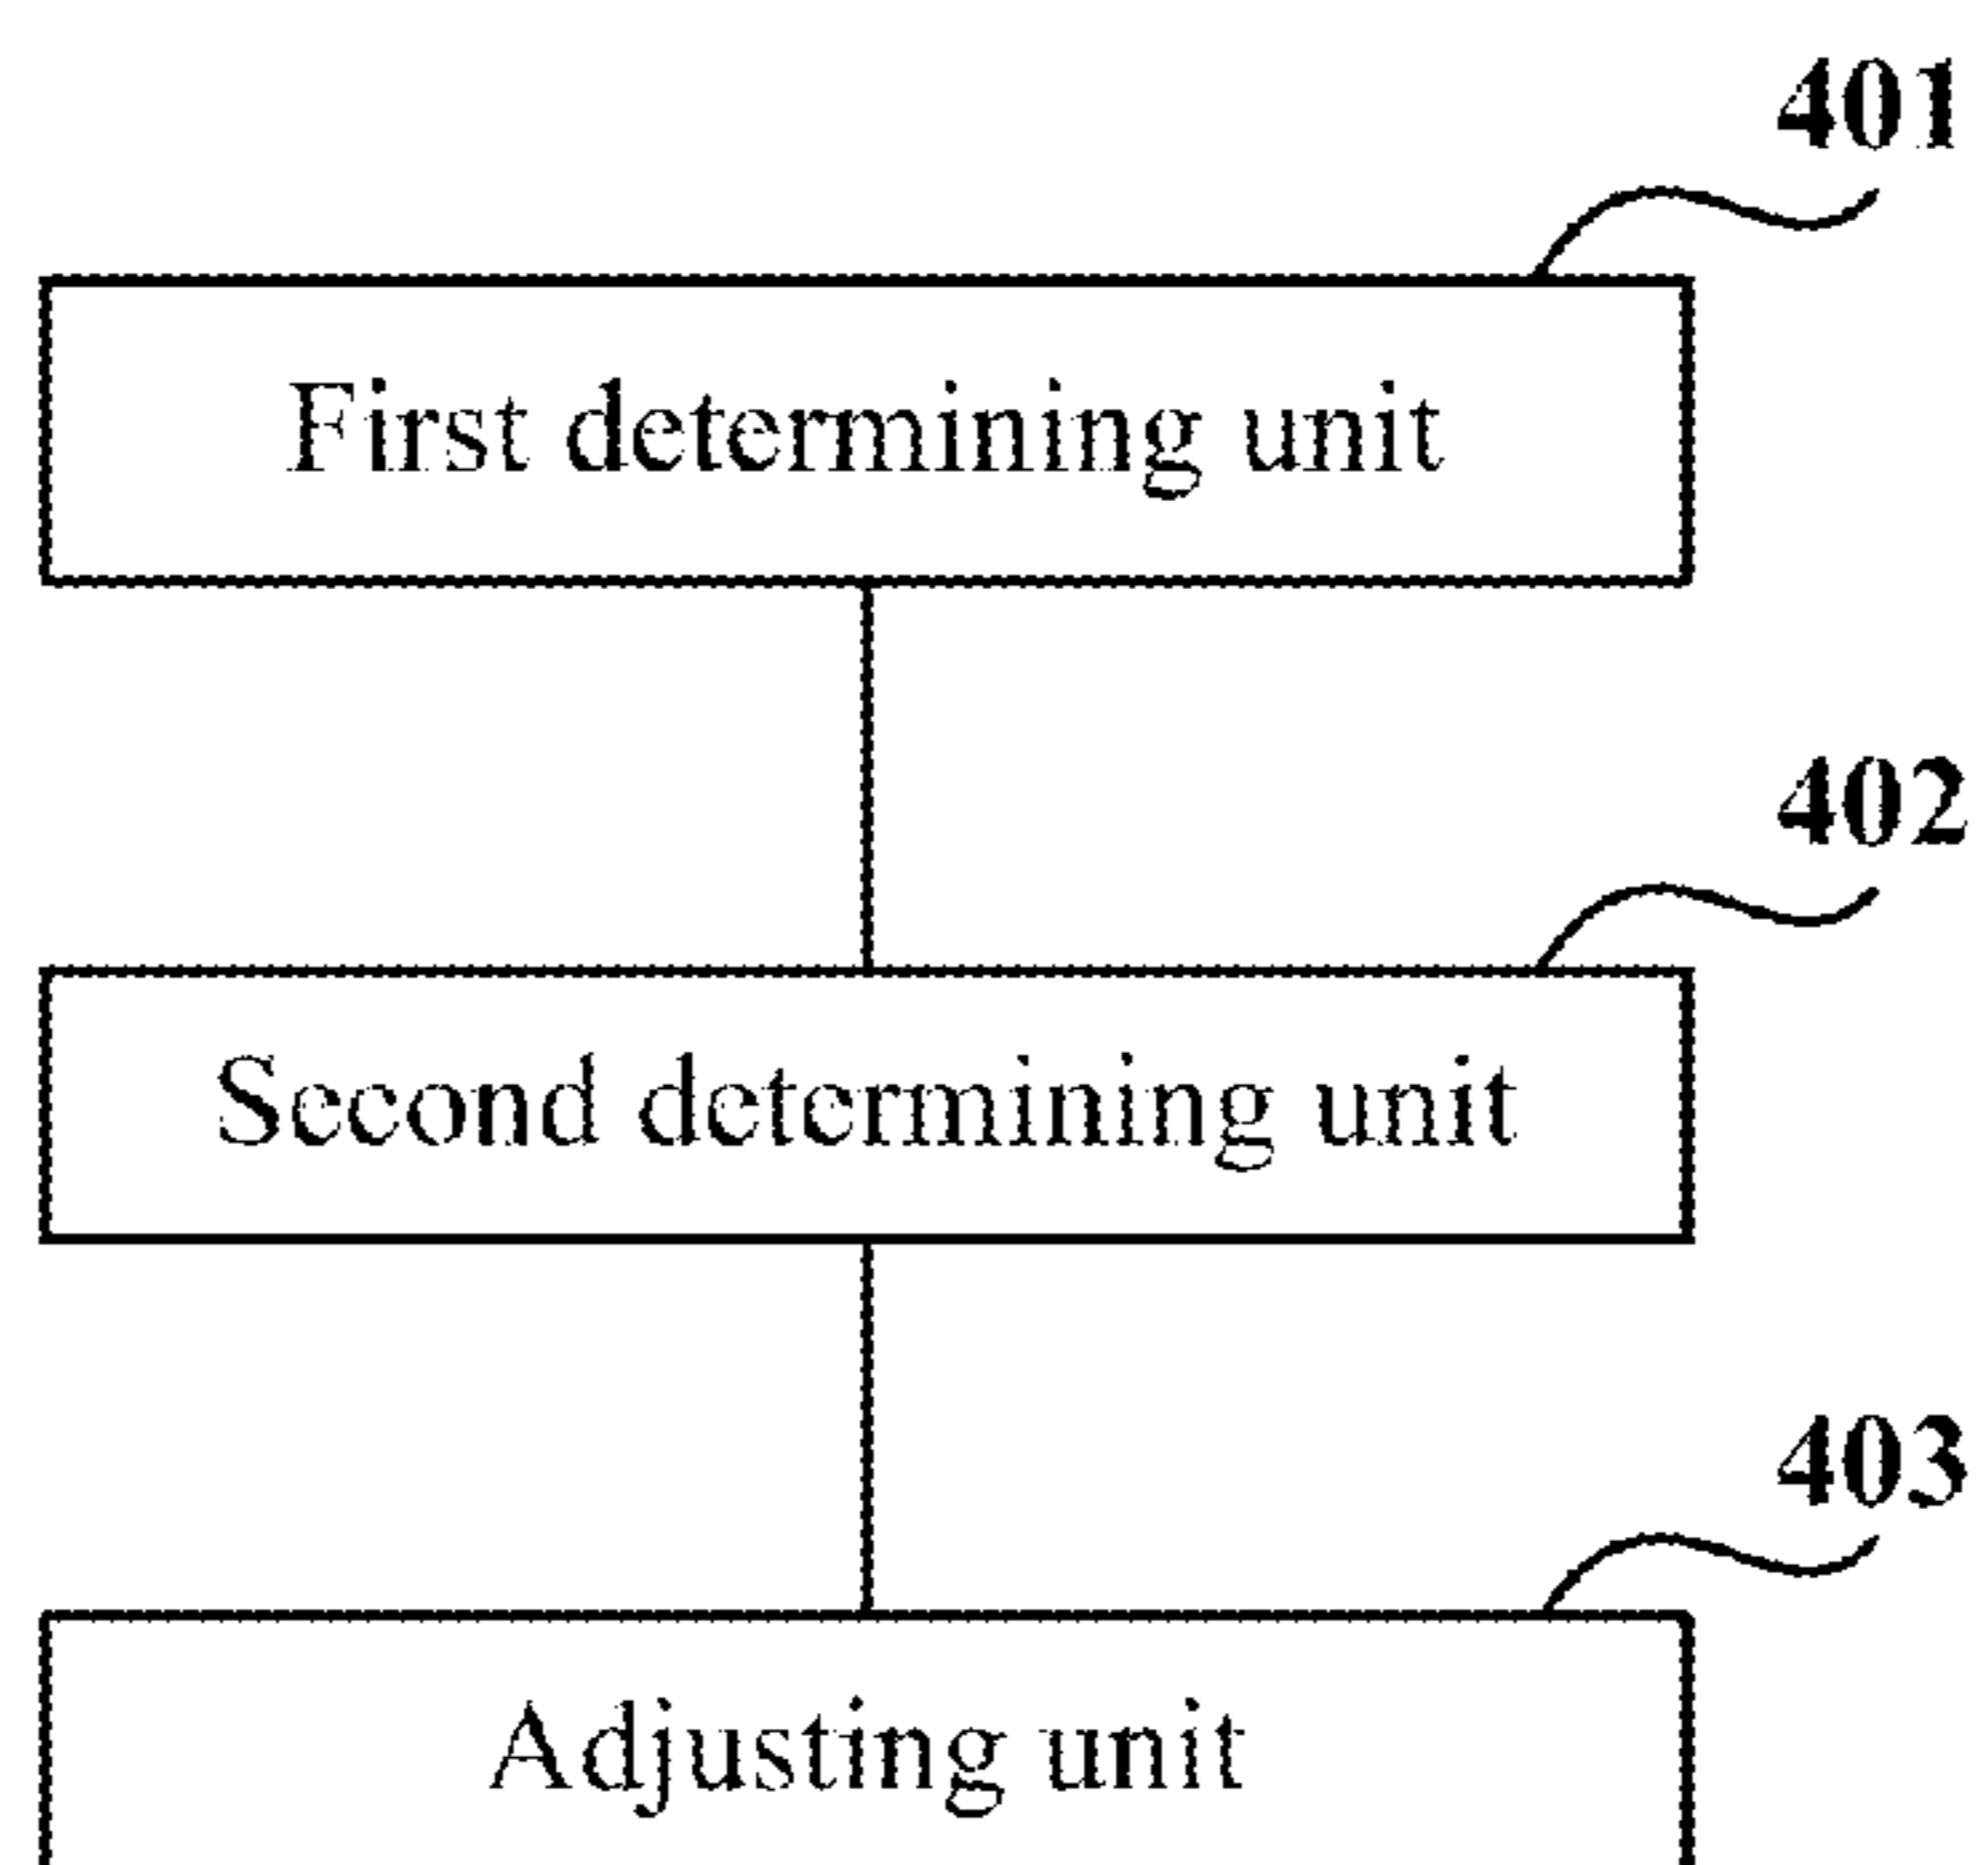 401
First determining unit
402
Second determining unit
403
Adjusting unit